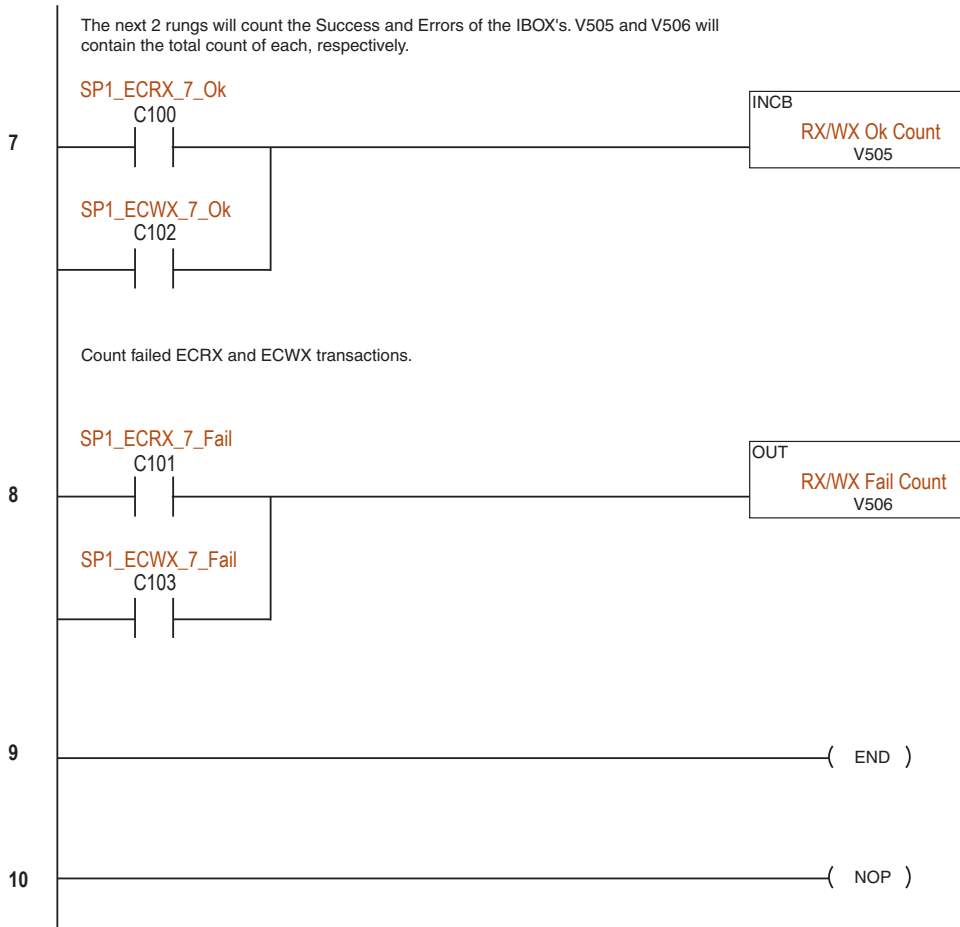 The next 2 rungs will count the Success and Errors of the IBOX's. V505 and V506 will
contain the total count of each, respectively.
SP1_ECRX_7_Ok
C100
7
INCB
RX/WX Ok Count
V505
SP1_ECWX_7_Ok
C102
Count failed ECRX and ECWX transactions.
SP1_ECRX_7_Fail
C101
8
OUT
RX/WX Fail Count
V506
SP1_ECWX_7_Fail
C103
9
( END )
10
( NOP )